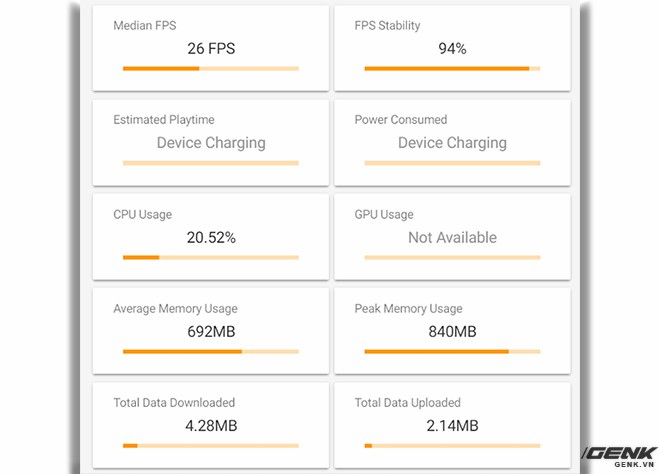 Median FPS
26 FPS
FPS Stability
94%
Estimated Playtime
Device Charging
Power Consumed
Device Charging
CPU Usage
20.52%
GPU Usage
Not Available
Average Memory Usage
692MB
Peak Memory Usage
840MB
Total Data Downloaded
4.28MB
Total Data Uploaded
2.14MB
GENK
GENK.VN